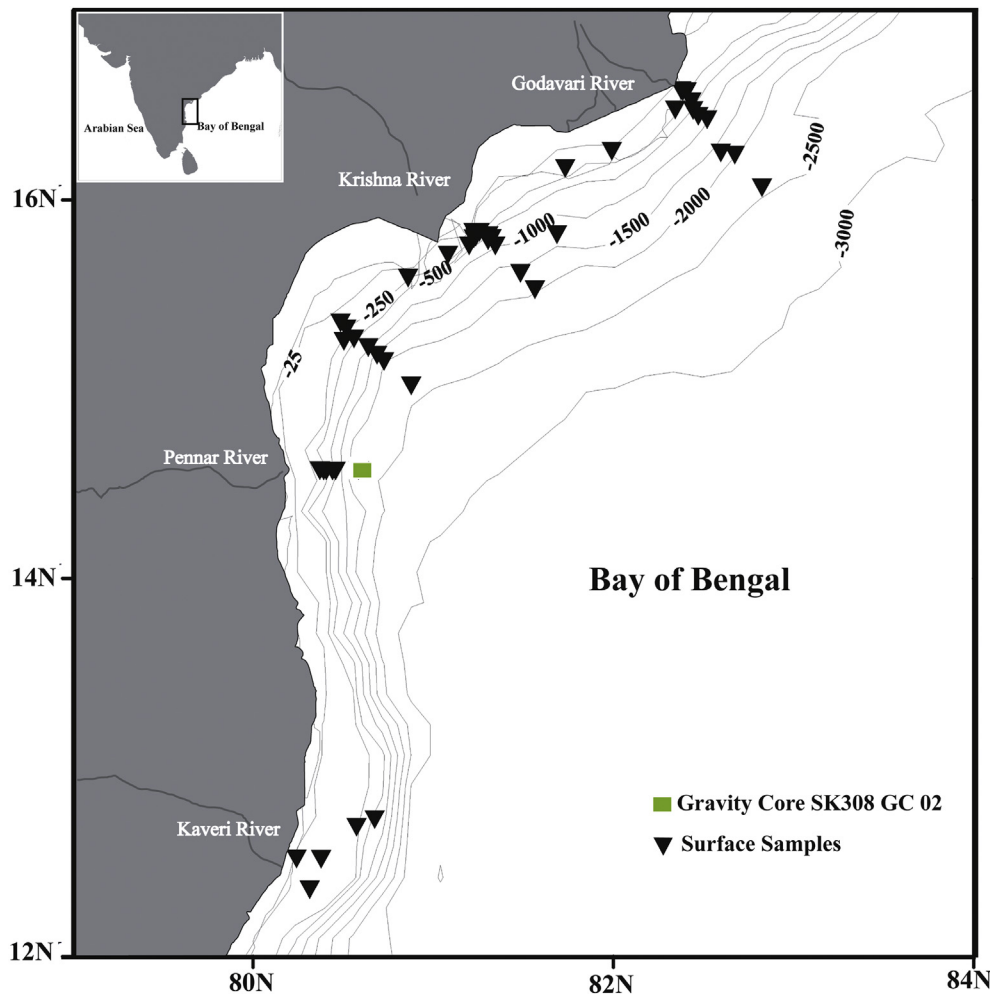 Arabian Sea
Bay of Bengal
Godavari River
Krishna River
16N
-2500
-2000
-1500
-1000
-3000
-500
-250
-25
Pennar River
14N
Bay of Bengal
Gravity Core SK308 GC 02
Kaveri River
Surface Samples
12N
80N
82N
84N